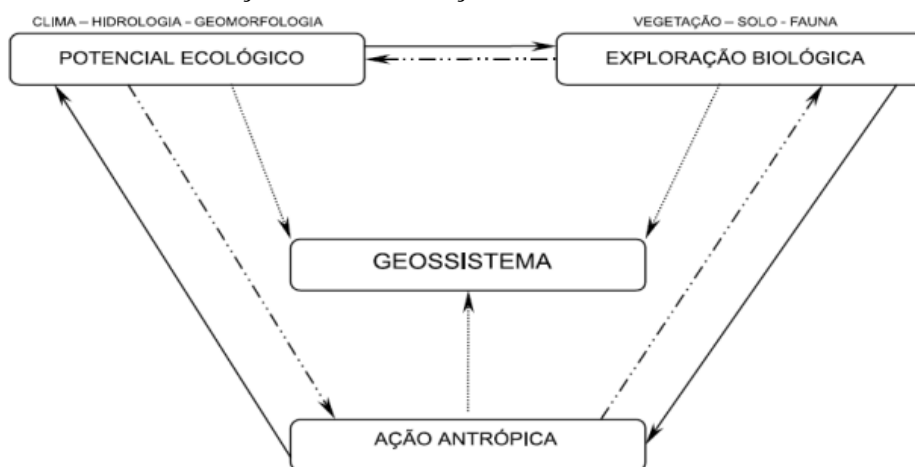 CLIMA – HIDROLOGIA - GEOMORFOLOGIA
VEGETAÇÃO – SOLO - FAUNA
POTENCIAL ECOLÓGICO
EXPLORAÇÃO BIOLÓGICA
GEOSSISTEMA
AÇÃO ANTRÓPICA